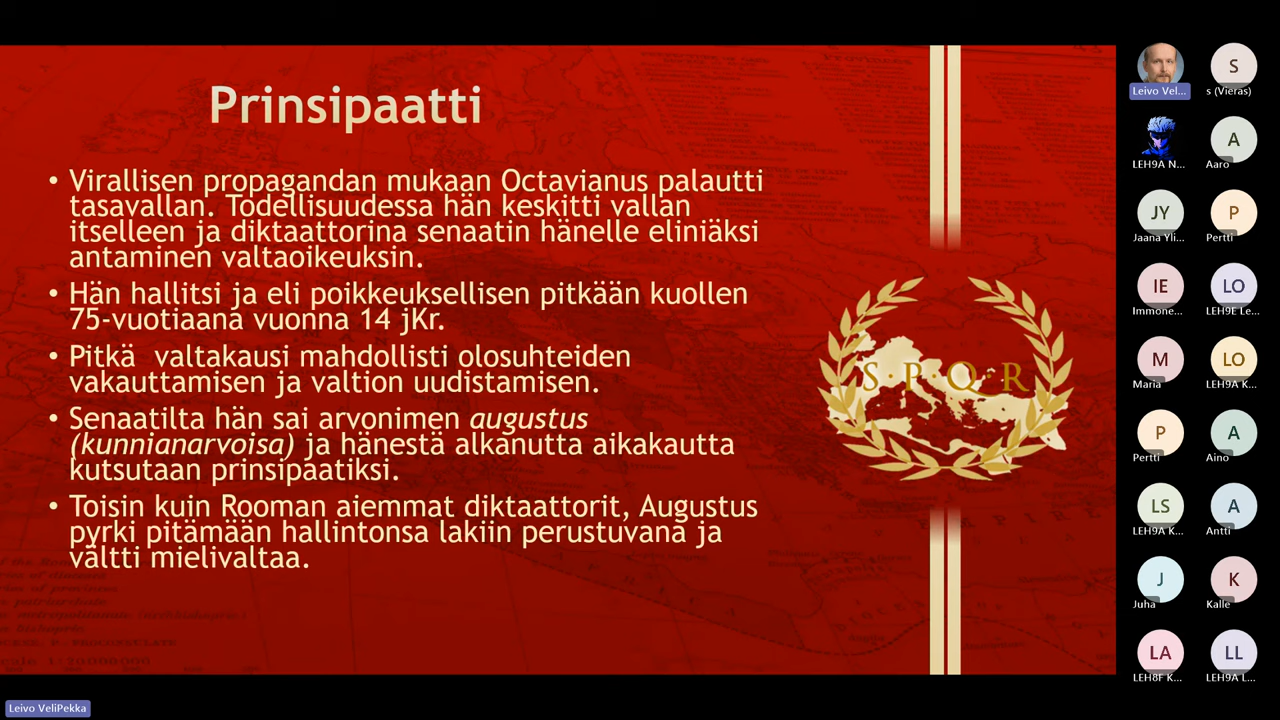 Prinsipaatti
• Virallisen propagandan mukaan Octavianus palautti
tasavallan. Todellisuudessa hän keskitti vallan
itselleen ja diktaattorina senaatin hänelle eliniäksi
antaminen valtaoikeuksin.
• Hän hallitsi ja eli poikkeuksellisen pitkään kuollen
75-vuotiaana vuonna 14 jKr.
• Pitkä  valtakausi mahdollisti olosuhteiden
vakauttamisen ja valtion uudistamisen.
• Senaatilta hän sai arvonimen augustus
(kunnianarvoisa) ja hänestä alkanutta aikakautta
kutsutaan prinsipaatiksi.
• Toisin kuin Rooman aiemmat diktaattorit, Augustus
pyrki pitämään hallintonsa lakiin perustuvana ja
vältti mielivaltaa.
S·P·Q·R
Leivo Vel...
S
s (Vieras)
LEH9A N...
A
Aaro
JY
Jaana Yli...
P
Pertti
IE
Immone...
LO
LEH9E Le...
M
Maria
LO
LEH9A K...
P
Pertti
A
Aino
LS
LEH9A K...
A
Antti
J
Juha
K
Kalle
LA
LEH8F K...
LL
LEH9A L...
Leivo VeliPekka
scale 1:20.000000